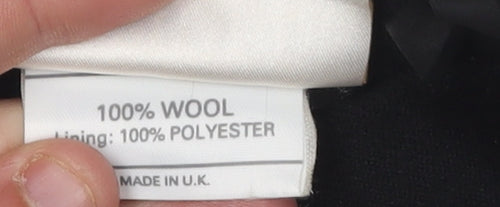 100% WOOL
Lining: 100% POLYESTER
MADE IN U.K.